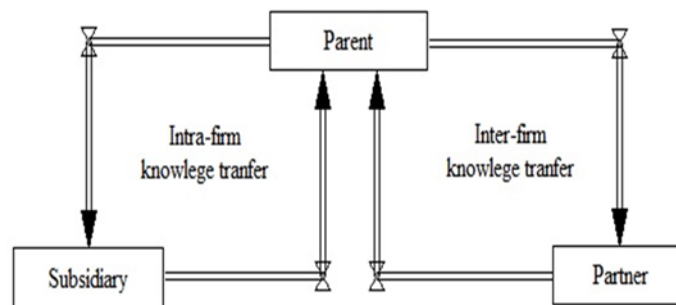 Parent
Intra-firm
knowlege tranfer
Inter-firm
knowlege tranfer
Subsidiary
Partner